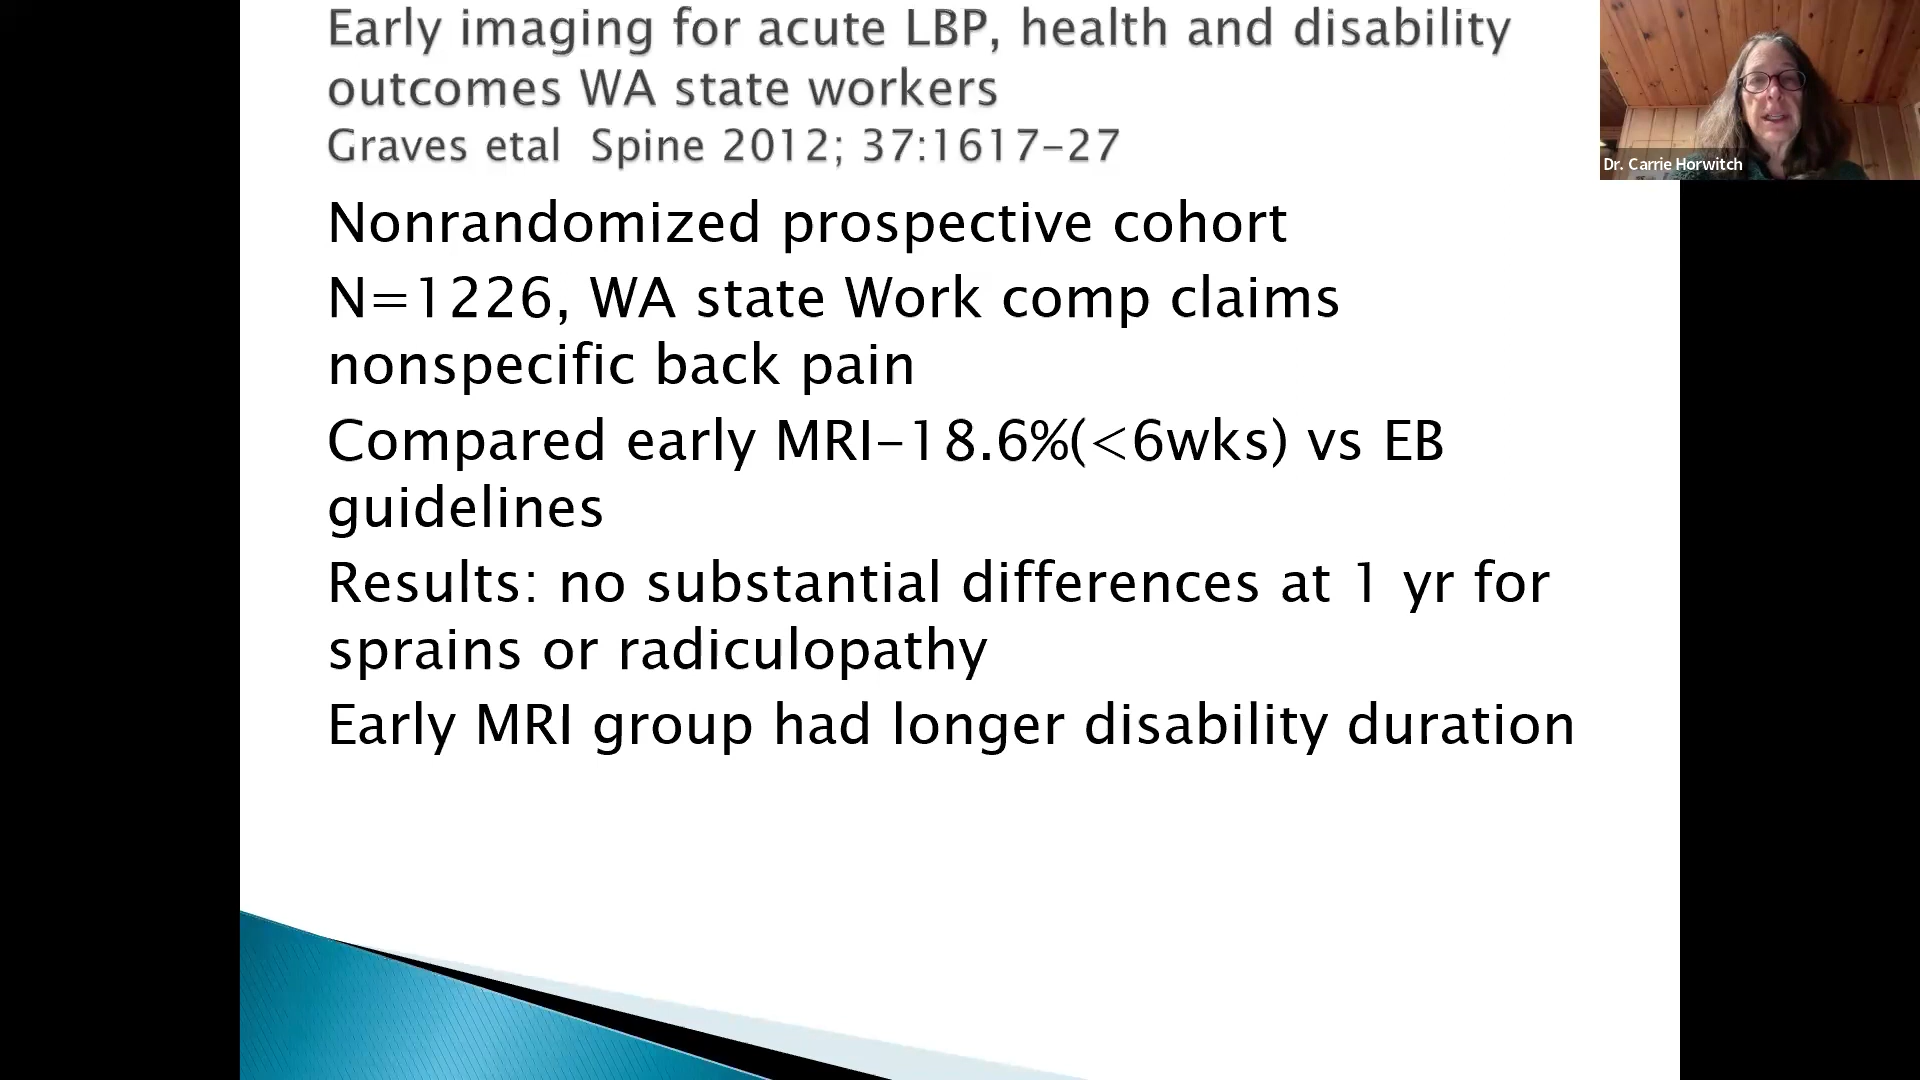 Early imaging for acute LBP, health and disability
outcomes WA state workers
Graves etal Spine 2012; 37:1617-27
Dr. Carrie Horwitch
Nonrandomized prospective cohort
N=1226, WA state Work comp claims
nonspecific back pain
Compared early MRI-18.6%(<6wks) vs EB
guidelines
Results: no substantial differences at 1 yr for
sprains or radiculopathy
Early MRI group had longer disability duration